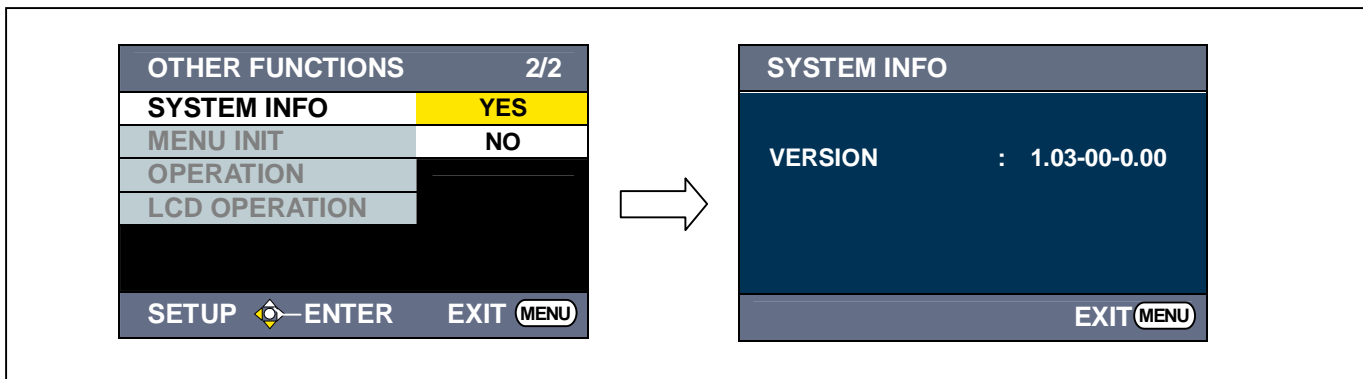 OTHER FUNCTIONS 2/2
SYSTEM INFO YES
MENU INIT NO
OPERATION
LCD OPERATION
SETUP ENTER EXIT MENU
SYSTEM INFO
VERSION : 1.03-00-0.00
EXIT MENU